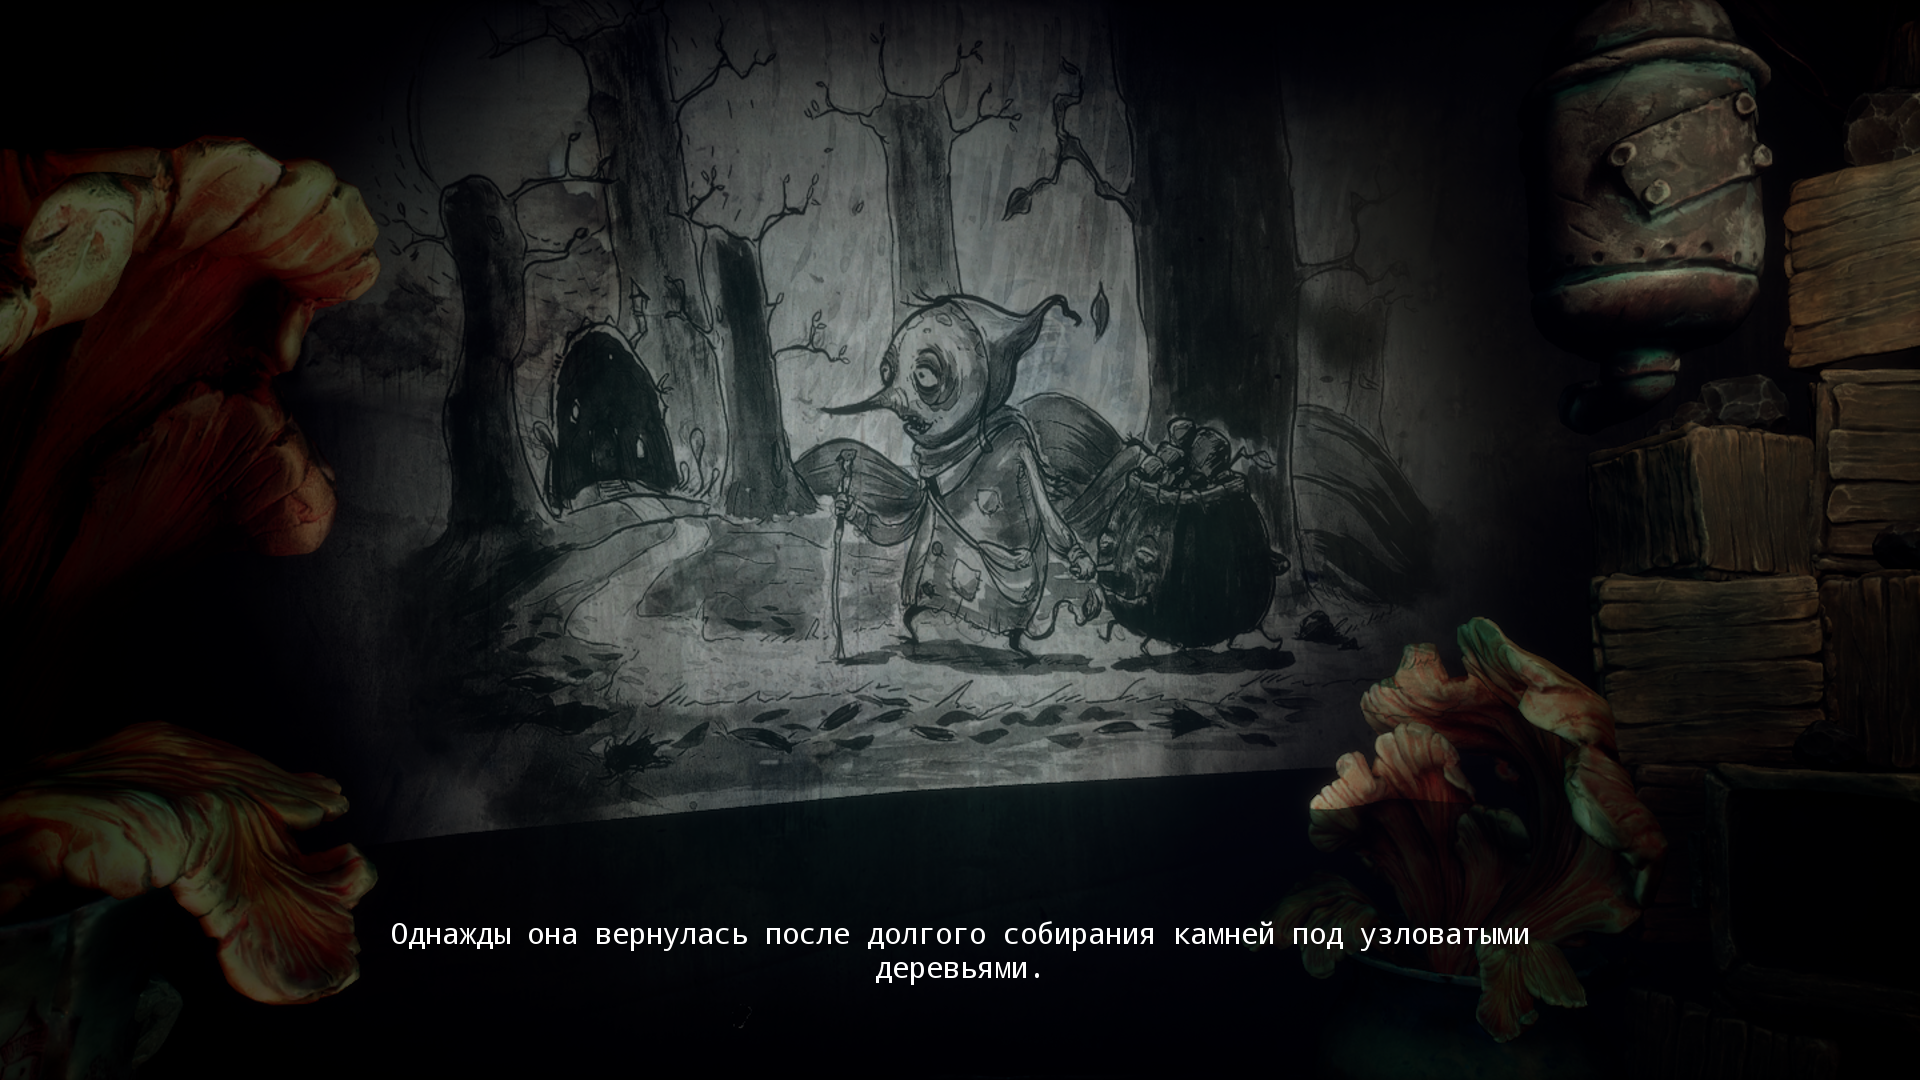 Однажды она вернулась после долгого собирания камней под узловатыми
деревьями.